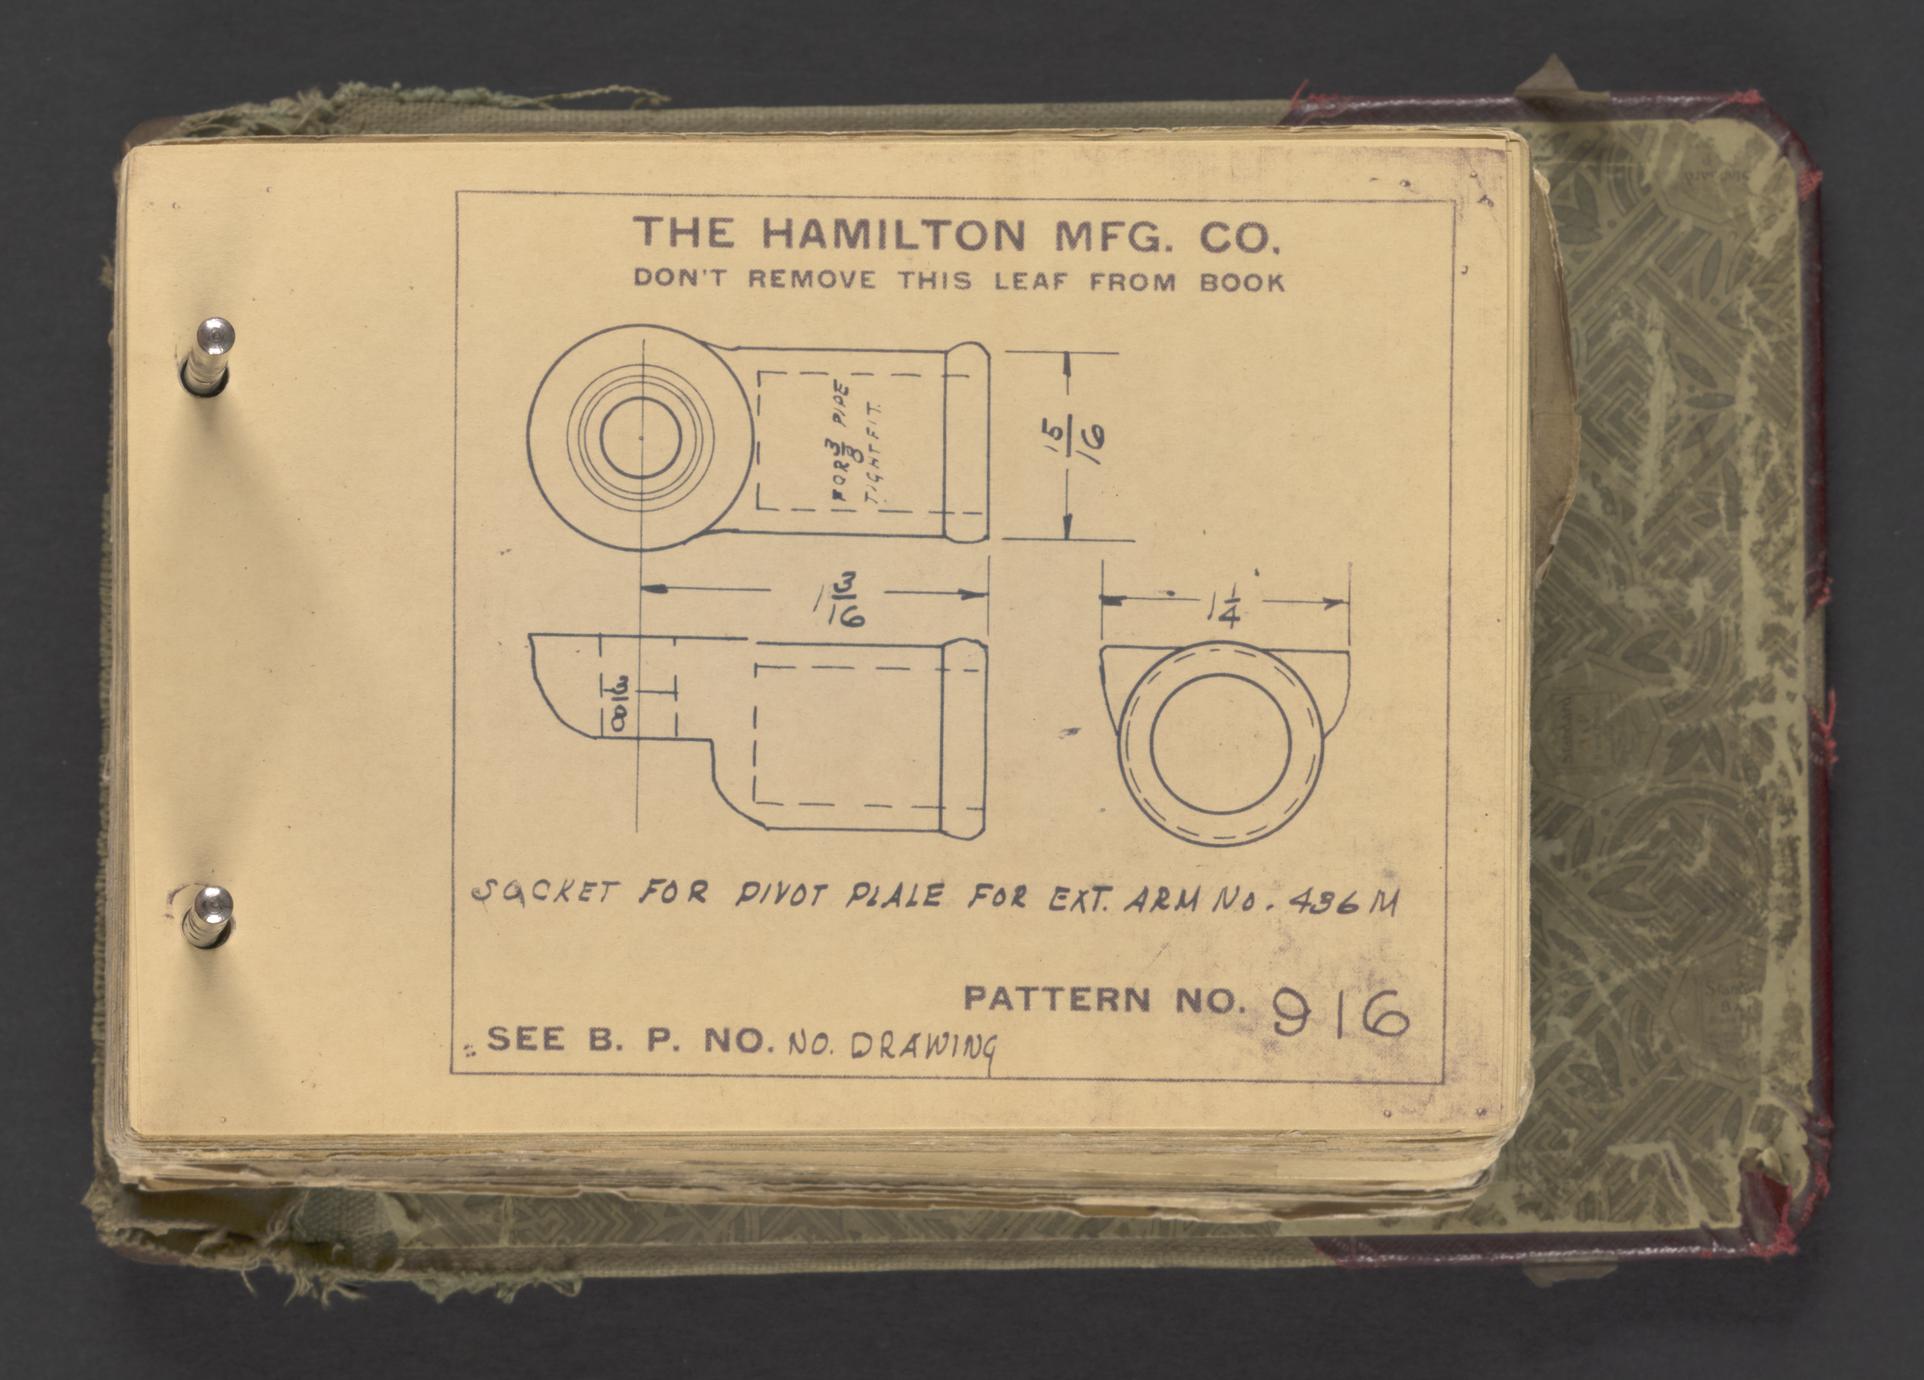 THE HAMILTON MFG. CO.
DON'T REMOVE THIS LEAF FROM BOOK
FOR 3/8 PIPE
TIGHT FIT.
15/16
1 3/16
1 1/4
3/8
SOCKET FOR PIVOT PLALE FOR EXT. ARM NO. 436 M
PATTERN NO. 916
SEE B. P. NO. NO. DRAWING